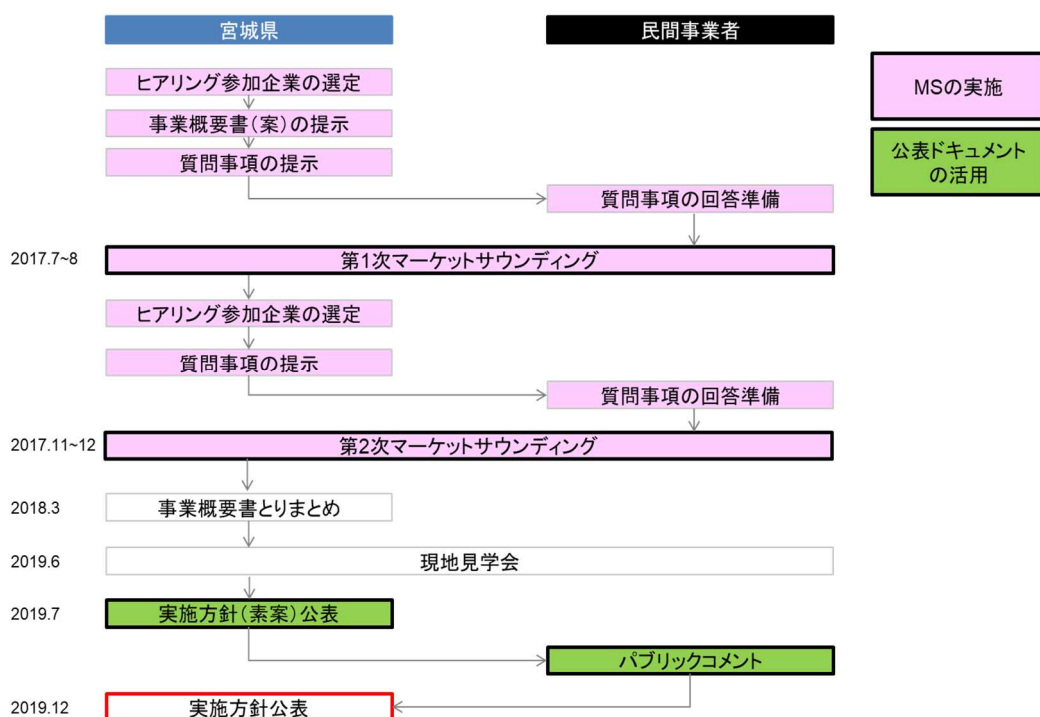 宮城県
民間事業者
ヒアリング参加企業の選定
MSの実施
事業概要書(案)の提示
公表ドキュメント
の活用
質問事項の提示
質問事項の回答準備
2017.7~8
第1次マーケットサウンディング
ヒアリング参加企業の選定
質問事項の提示
質問事項の回答準備
2017.11~12
第2次マーケットサウンディング
2018.3
事業概要書とりまとめ
2019.6
現地見学会
2019.7
実施方針(素案)公表
パブリックコメント
2019.12
実施方針公表